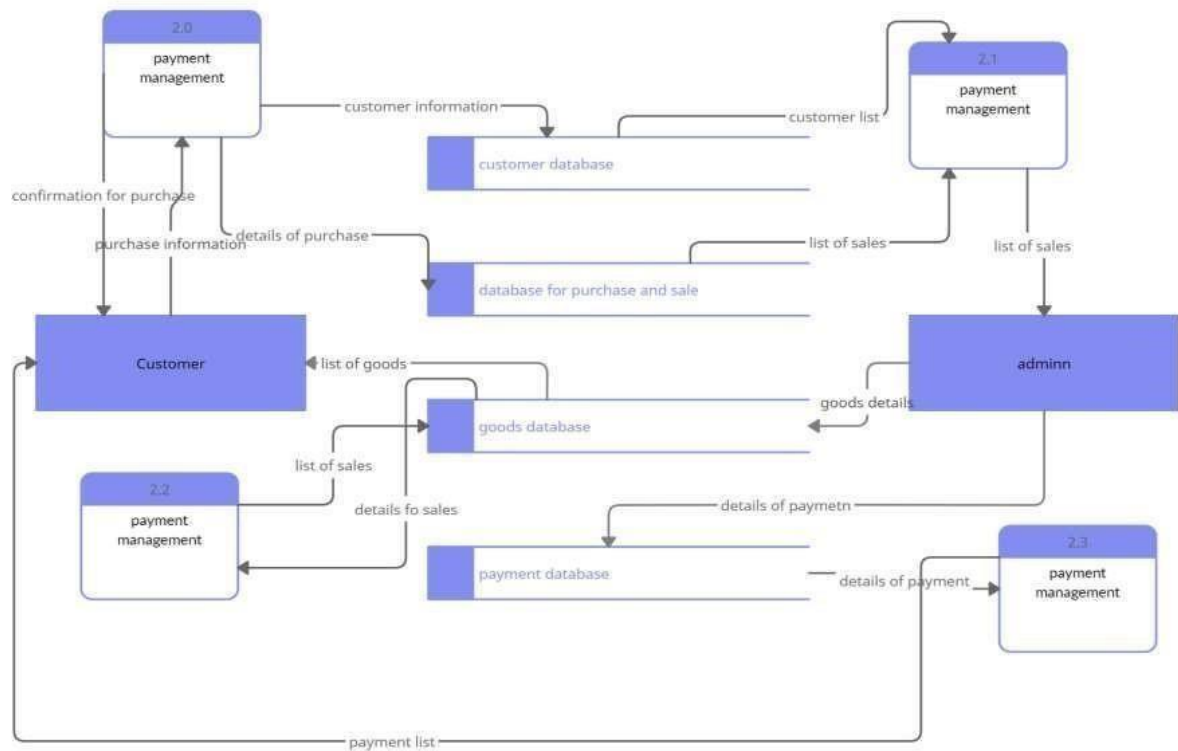 2.0
payment
management
2.1
payment
management
customer information
customer list
customer database
confirmation for purchase
purchase information
details of purchase
list of sales
list of sales
database for purchase and sale
Customer
list of goods
adminn
goods details
goods database
list of sales
2.2
payment
management
details fo sales
details of paymetn
2.3
payment
management
payment database
details of payment
payment list